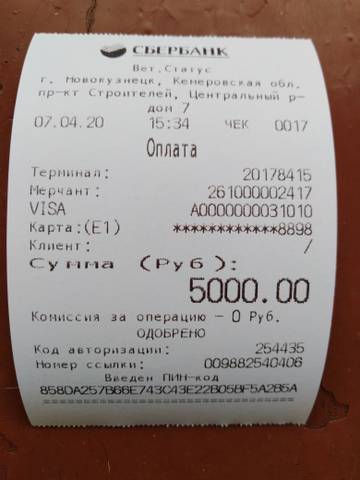 СБЕРБАНК
Вет.Статус
г. Новокузнецк, Кемеровская обл.
пр-кт Строителей, Центральный р-
дом 7
07.04.20 15:34 ЧЕК 0017
Оплата
Терминал: 20178415
Мерчант: 261000002417
VISA A0000000031010
Карта:(E1) ************8898
Клиент: /
Сумма (Руб):
5000.00
Комиссия за операцию — 0 Руб.
ОДОБРЕНО
Код авторизации: 254435
Номер ссылки: 009882540406
Введен ПИН-код
858DA257B66E743C43E22B05BF5A2B5A
================================